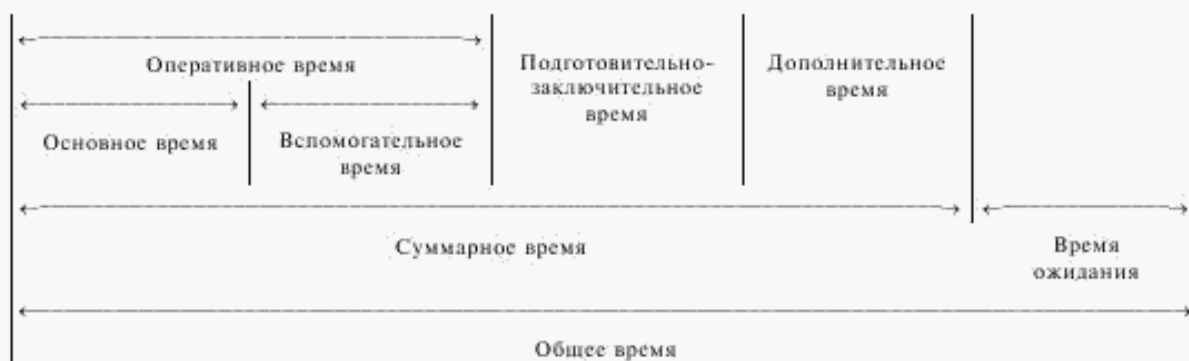 Оперативное время
Подготовительно-
заключительное
время
Дополнительное
время
Основное время
Вспомогательное
время
Суммарное время
Время
ожидания
Общее время